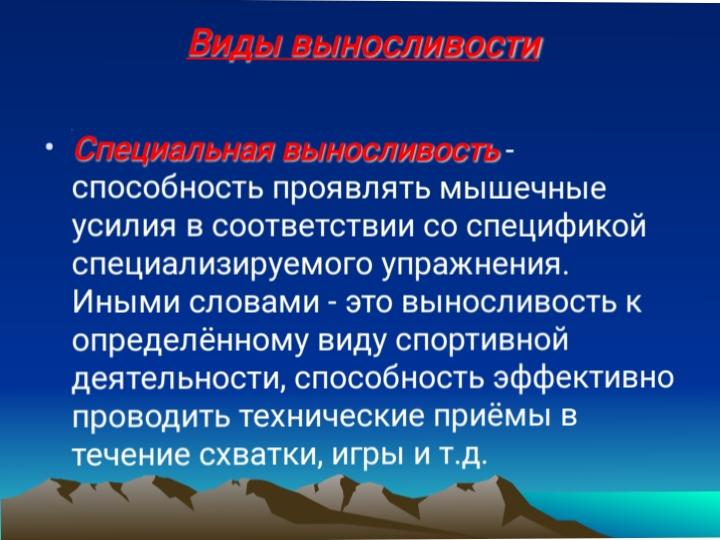 Виды выносливости
• Специальная выносливость -
способность проявлять мышечные
усилия в соответствии со спецификой
специализируемого упражнения.
Иными словами - это выносливость к
определённому виду спортивной
деятельности, способность эффективно
проводить технические приёмы в
течение схватки, игры и т.д.